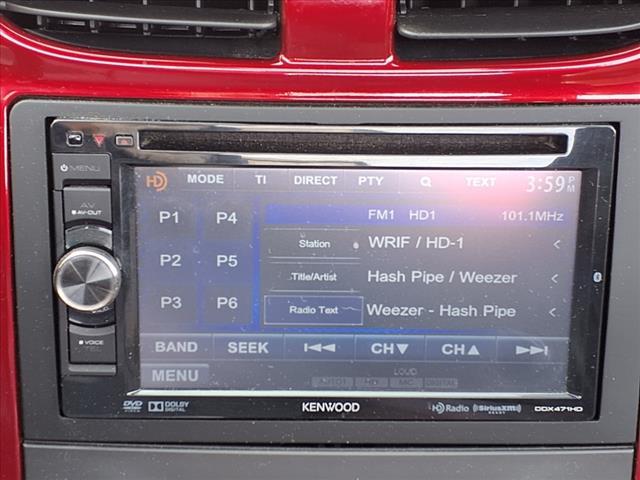 MENU
HD MODE TI DIRECT PTY TEXT 3:59 PM
AV
AV-OUT
P1 P4 FM1 HD1 101.1MHz
Station WRIF / HD-1 <
P2 P5 Title/Artist Hash Pipe / Weezer <
P3 P6 Radio Text Weezer - Hash Pipe <
VOICE
BAND SEEK CH▼ CH▲
MENU LOUD
DVD VIDEO DOLBY DIGITAL KENWOOD HD Radio SiriusXM READY DDX471HD